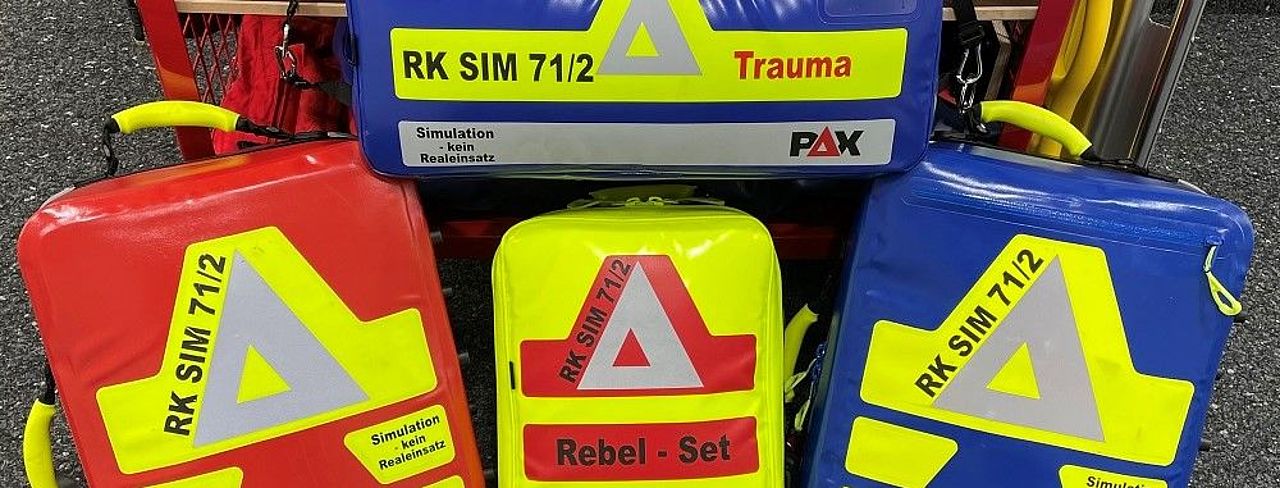 RK SIM 71/2
Trauma
Simulation
- kein
Realeinsatz
PAX
RK SIM 71/2
Simulation
- kein
Realeinsatz
RK SIM 71/2
Rebel - Set
RK SIM 71/2